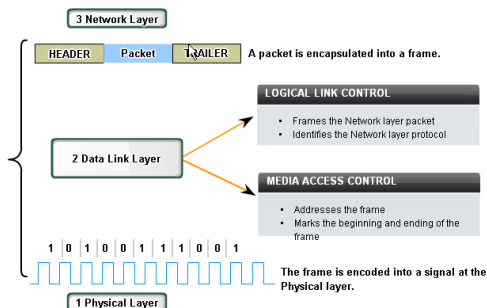 3 Network Layer
HEADER Packet TRAILER A packet is encapsulated into a frame.
LOGICAL LINK CONTROL
• Frames the Network layer packet
• Identifies the Network layer protocol
2 Data Link Layer
MEDIA ACCESS CONTROL
• Addresses the frame
• Marks the beginning and ending of the
frame
1 0 1 0 0 1 1 1 0 0 1
The frame is encoded into a signal at the
Physical layer.
1 Physical Layer